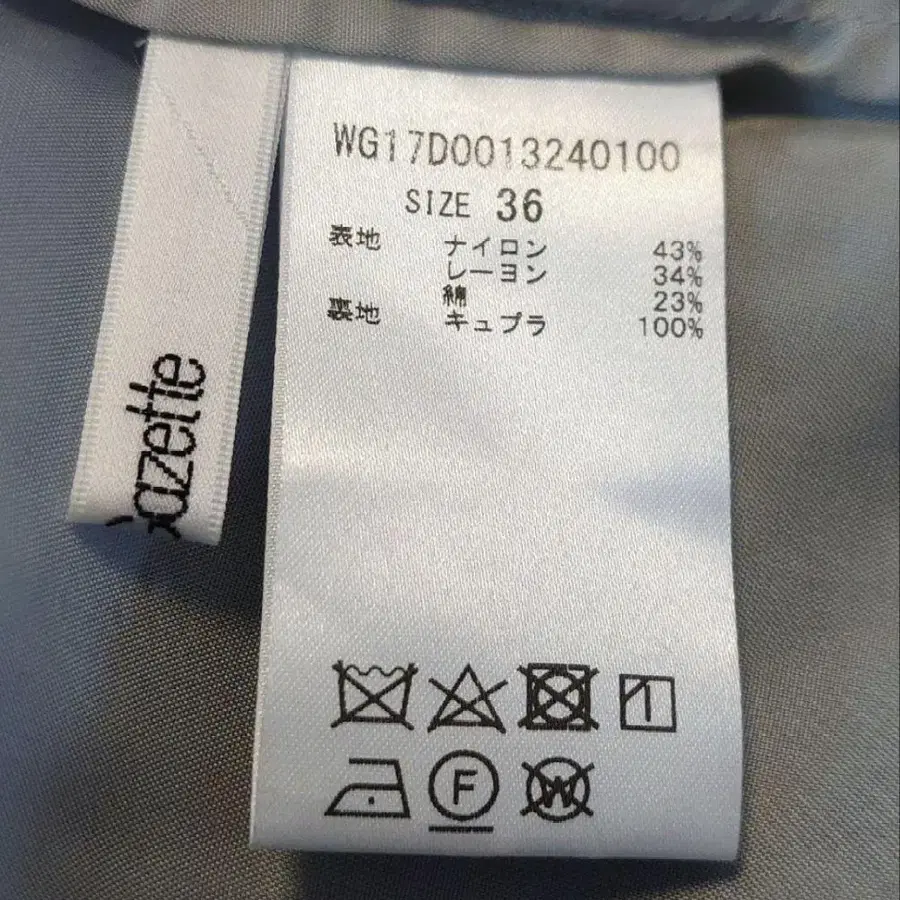 WG17D0013240100
SIZE 36
表地 ナイロン 43%
レーヨン 34%
綿 23%
裏地 キュプラ 100%
Gazette
F
W